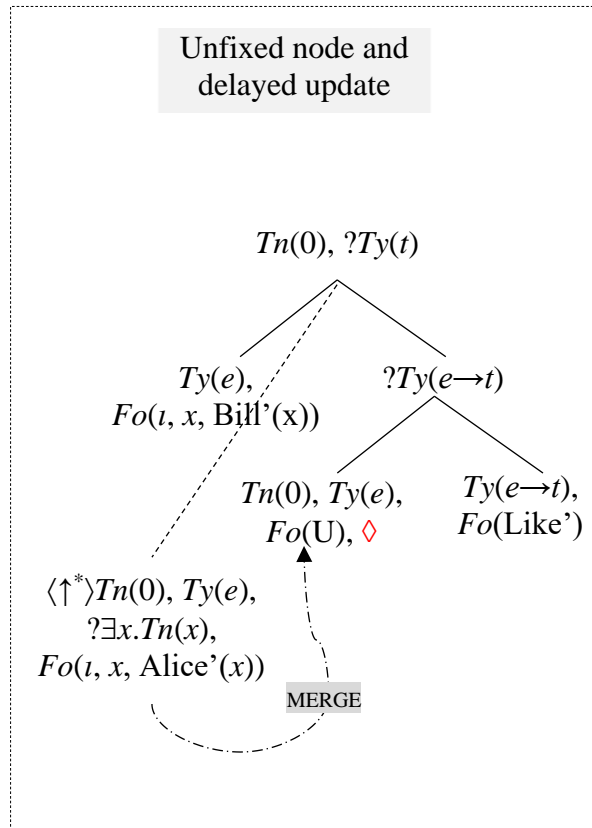 Unfixed node and
delayed update
Tn(0), ?Ty(t)
Ty(e),
Fo(ι, x, Bill’(x))
?Ty(e→t)
Tn(0), Ty(e),
Fo(U), ◊
Ty(e→t),
Fo(Like’)
⟨↑*⟩Tn(0), Ty(e),
?∃x.Tn(x),
Fo(ι, x, Alice’(x))
MERGE